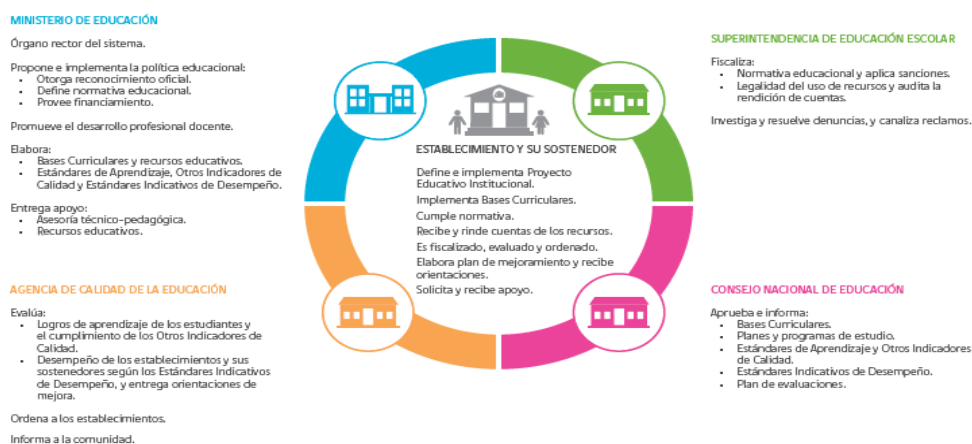 MINISTERIO DE EDUCACIÓN
Órgano rector del sistema.
Propone e implementa la política educacional:
• Otorga reconocimiento oficial.
• Define normativa educacional.
• Provee financiamiento.
Promueve el desarrollo profesional docente.
Elabora:
• Bases Curriculares y recursos educativos.
• Estándares de Aprendizaje, Otros Indicadores de
Calidad y Estándares Indicativos de Desempeño.
Entrega apoyo:
• Asesoría técnico-pedagógica.
• Recursos educativos.
SUPERINTENDENCIA DE EDUCACIÓN ESCOLAR
Fiscaliza:
• Normativa educacional y aplica sanciones.
• Legalidad del uso de recursos y audita la
rendición de cuentas.
Investiga y resuelve denuncias, y canaliza reclamos.
ESTABLECIMIENTO Y SU SOSTENEDOR
Define e implementa Proyecto
Educativo Institucional.
Implementa Bases Curriculares.
Cumple normativa.
Recibe y rinde cuentas de los recursos.
Es fiscalizado, evaluado y ordenado.
Elabora plan de mejoramiento y recibe
orientaciones.
Solicita y recibe apoyo.
AGENCIA DE CALIDAD DE LA EDUCACIÓN
Evalúa:
• Logros de aprendizaje de los estudiantes y
el cumplimiento de los Otros Indicadores de
Calidad.
• Desempeño de los establecimientos y sus
sostenedores según los Estándares Indicativos
de Desempeño, y entrega orientaciones de
mejora.
Ordena a los establecimientos.
Informa a la comunidad.
CONSEJO NACIONAL DE EDUCACIÓN
Aprueba e informa:
• Bases Curriculares.
• Planes y programas de estudio.
• Estándares de Aprendizaje y Otros Indicadores
de Calidad.
• Estándares Indicativos de Desempeño.
• Plan de evaluaciones.